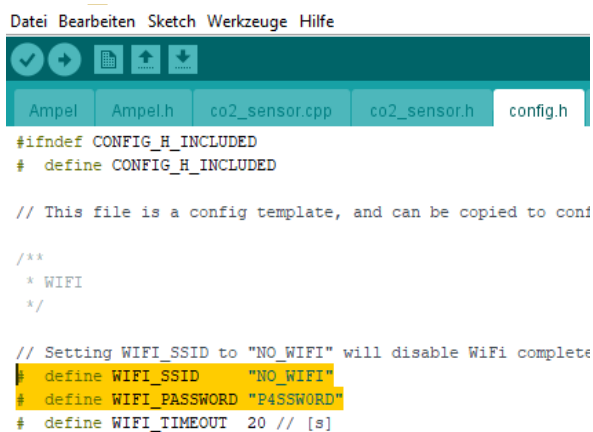 Datei Bearbeiten Sketch Werkzeuge Hilfe
Ampel Ampel.h co2_sensor.cpp co2_sensor.h config.h
#ifndef CONFIG_H_INCLUDED
#  define CONFIG_H_INCLUDED
// This file is a config template, and can be copied to conf
/**
 * WIFI
 */
// Setting WIFI_SSID to "NO_WIFI" will disable WiFi complete
#  define WIFI_SSID     "NO_WIFI"
#  define WIFI_PASSWORD "P4SSW0RD"
#  define WIFI_TIMEOUT  20 // [s]